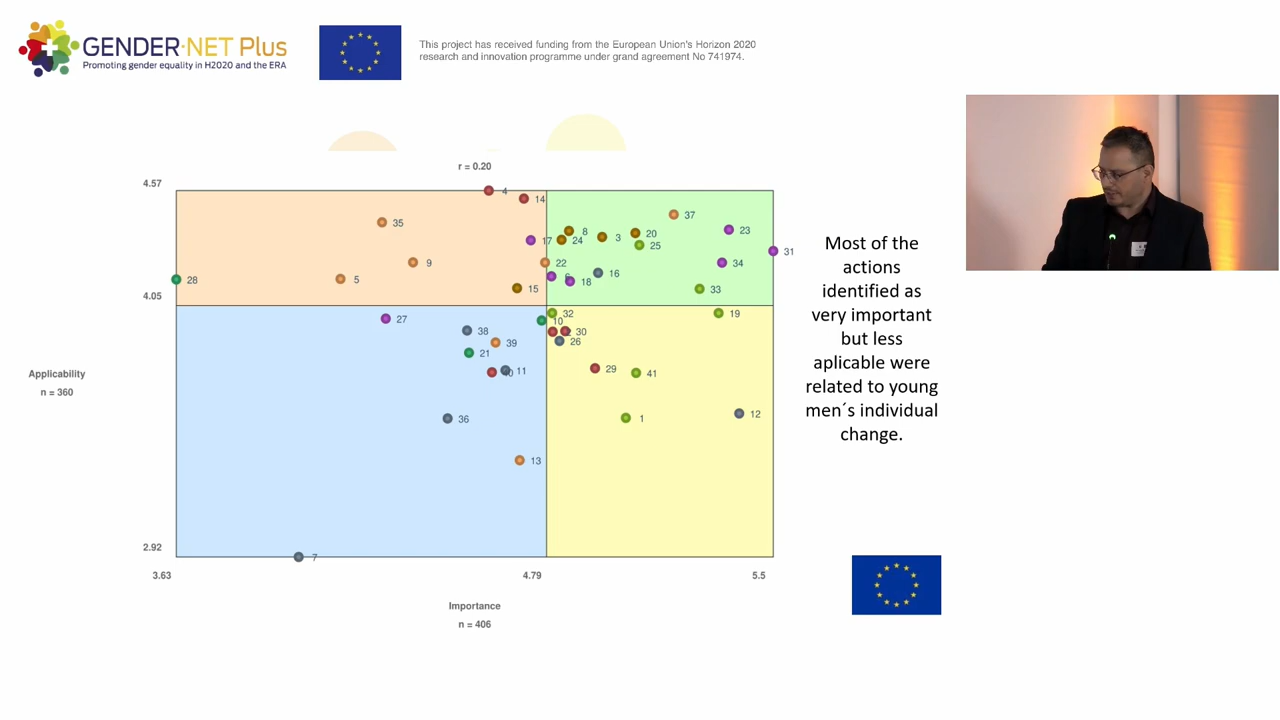 GENDER·NET Plus
Promoting gender equality in H2020 and the ERA
This project has received funding from the European Union's Horizon 2020
research and innovation programme under grand agreement No 741974.
r = 0.20
4.57
4
14
35
37
8
20
23
17
24
3
25
31
9
22
34
16
28
5
18
15
33
4.05
27
32
19
10
38
30
39
26
21
29
11
41
Applicability
n = 360
36
1
12
13
2.92
7
3.63
4.79
5.5
Importance
n = 406
Most of the
actions
identified as
very important
but less
aplicable were
related to young
men´s individual
change.